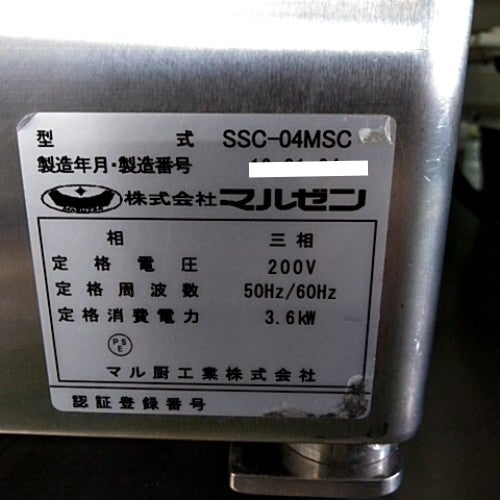 型 式 SSC-04MSC
製造年月・製造番号
MARUZEN 株式会社マルゼン
相 三相
定格電圧 200V
定格周波数 50Hz/60Hz
定格消費電力 3.6kW
PS
E
マル厨工業株式会社
認証登録番号